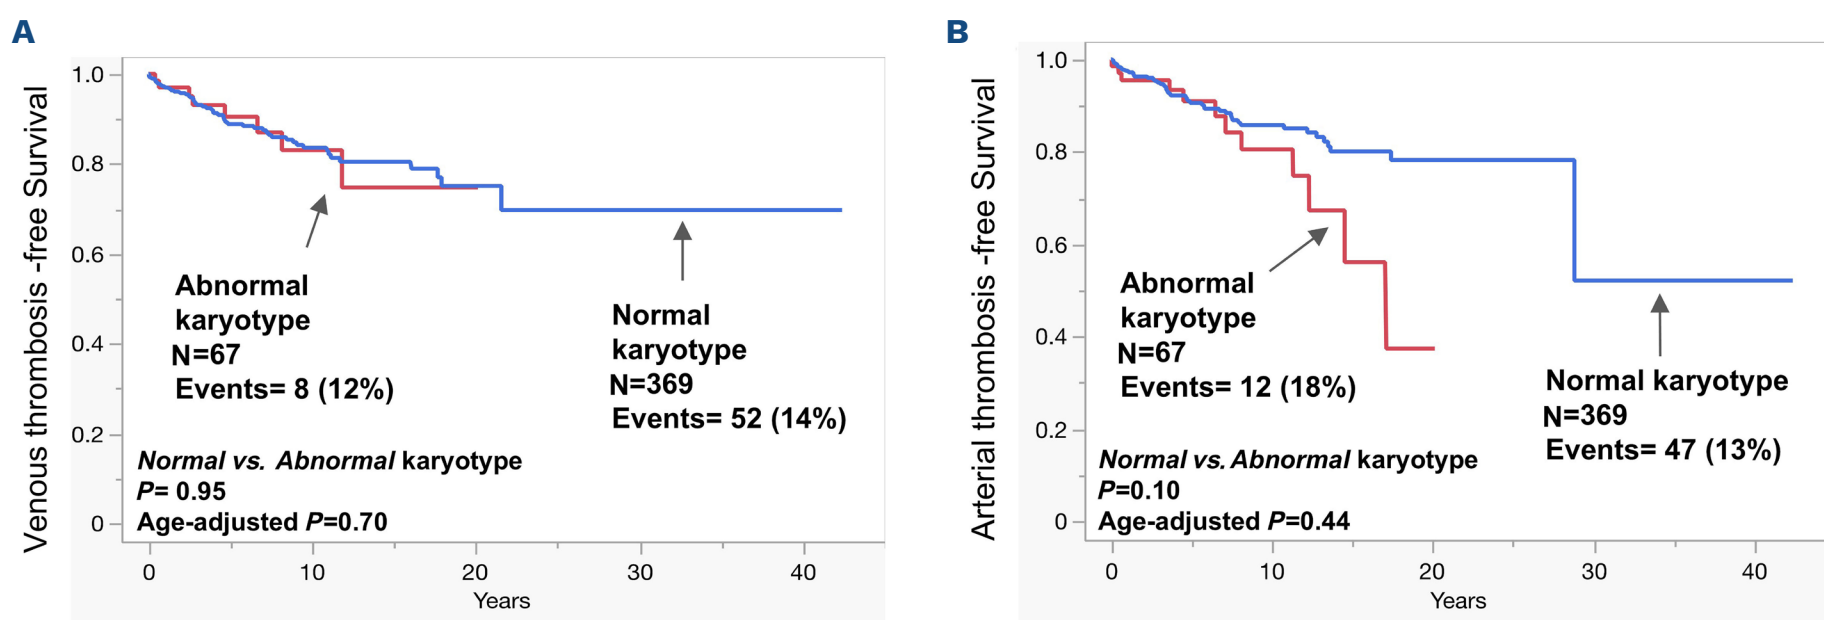 A
Venous thrombosis -free Survival
1.0
0.8
0.6
0.4
0.2
0
Abnormal
karyotype
N=67
Events= 8 (12%)
Normal
karyotype
N=369
Events= 52 (14%)
Normal vs. Abnormal karyotype
P= 0.95
Age-adjusted P=0.70
0 10 20 30 40
Years
B
Arterial thrombosis -free Survival
1.0
0.8
0.6
0.4
0.2
0
Abnormal
karyotype
N=67
Events= 12 (18%)
Normal karyotype
N=369
Events= 47 (13%)
Normal vs. Abnormal karyotype
P=0.10
Age-adjusted P=0.44
0 10 20 30 40
Years